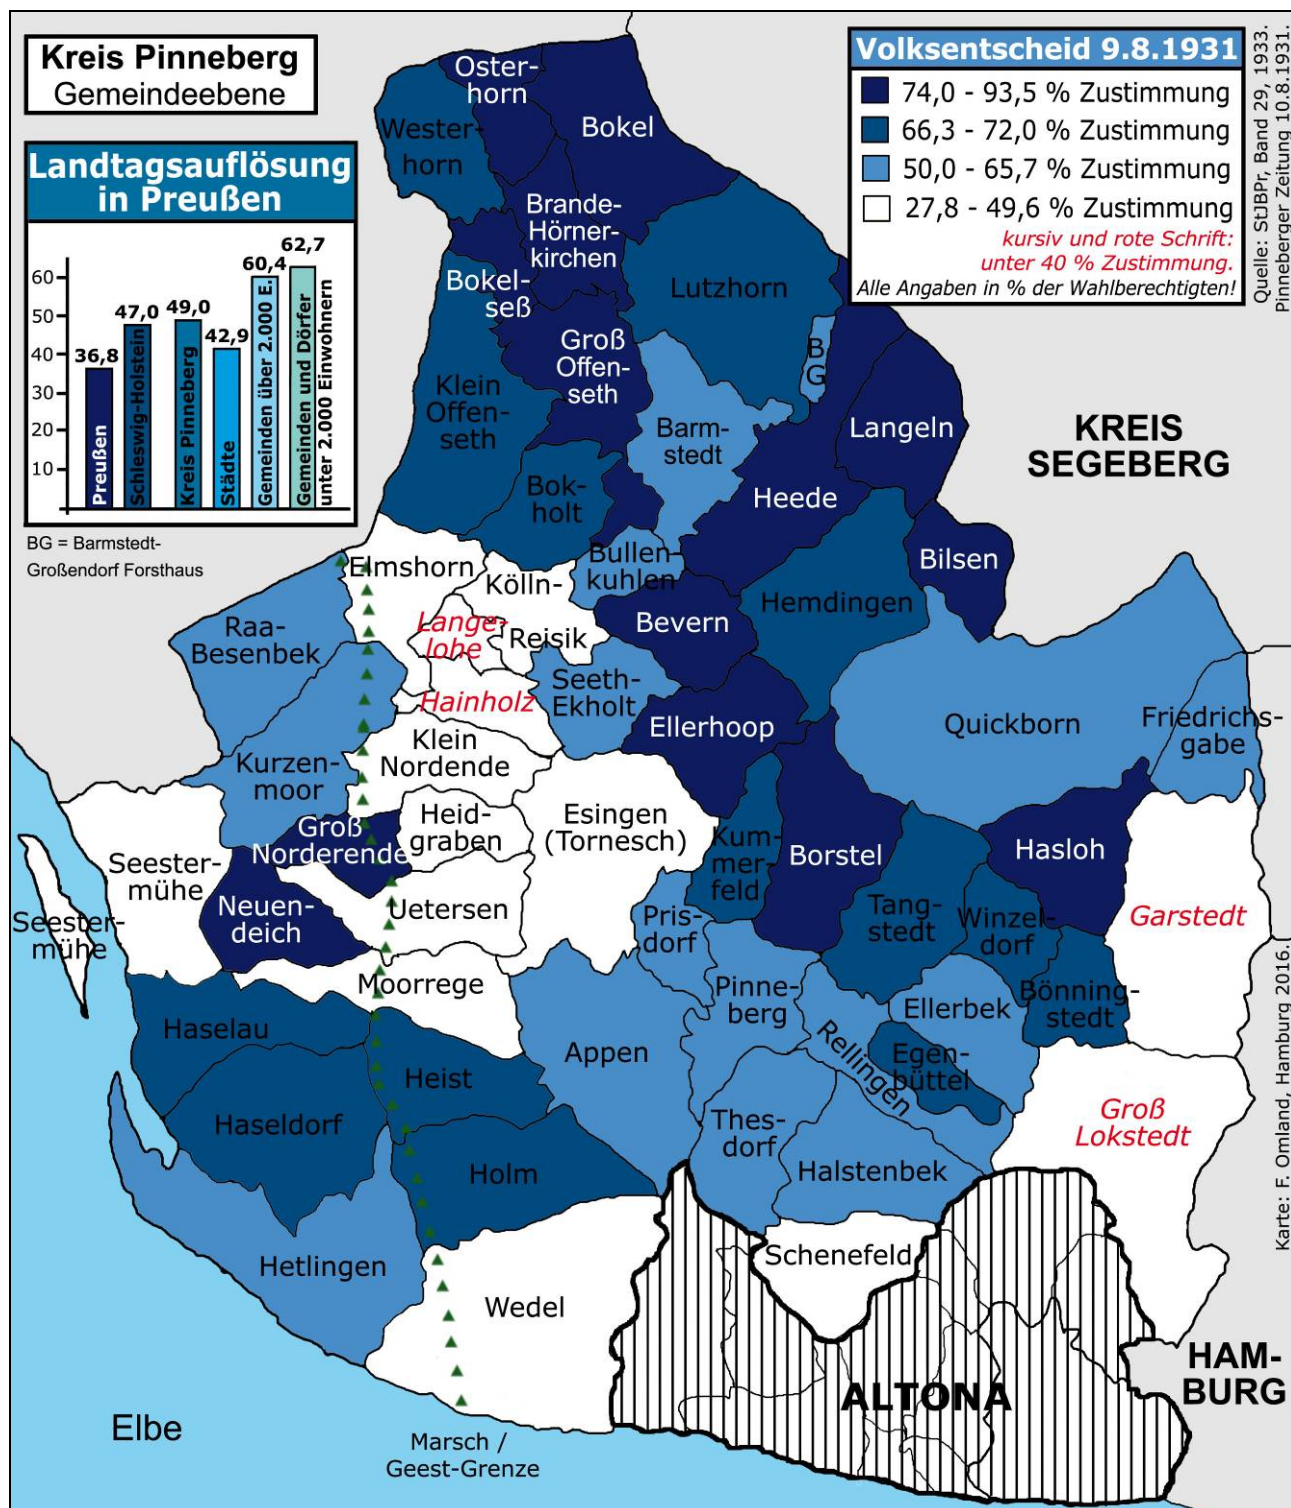 Kreis Pinneberg
Gemeindeebene
Landtagsauflösung
in Preußen
60
50
40
30
20
10
36,8
47,0
49,0
42,9
60,4
62,7
Preußen
Schleswig-Holstein
Kreis Pinneberg
Städte
Gemeinden über 2.000 E.
Gemeinden und Dörfer
unter 2.000 Einwohnern
BG = Barmstedt-
Großendorf Forsthaus
Volksentscheid 9.8.1931
74,0 - 93,5 % Zustimmung
66,3 - 72,0 % Zustimmung
50,0 - 65,7 % Zustimmung
27,8 - 49,6 % Zustimmung
kursiv und rote Schrift:
unter 40 % Zustimmung.
Alle Angaben in % der Wahlberechtigten!
Quelle: StJBPr, Band 29, 1933.
Pinneberger Zeitung 10.8.1931.
Oster-
horn
Bokel
Wester-
horn
Brande-
Hörner-
kirchen
Bokel-
seß
Lutzhorn
Groß
Offen-
seth
B
G
Klein
Offen-
seth
Barm-
stedt
Langeln
KREIS
SEGEBERG
Bok-
holt
Heede
Bullen-
kuhlen
Bilsen
Elmshorn
Kölln-
Reisik
Lange-
lohe
Hemdingen
Bevern
Raa-
Besenbek
Seeth-
Ekholt
Hainholz
Ellerhoop
Quickborn
Friedrichs-
gabe
Klein
Nordende
Kurzen-
moor
Heid-
graben
Esingen
(Tornesch)
Groß
Norderende
Kum-
mer-
feld
Borstel
Hasloh
Seester-
mühe
Seester-
mühe
Neuen-
deich
Uetersen
Pris-
dorf
Tang-
stedt
Winzel-
dorf
Garstedt
Moorrege
Pinne-
berg
Ellerbek
Bönning-
stedt
Haselau
Heist
Appen
Rellingen
Egen-
büttel
Haseldorf
Thes-
dorf
Groß
Lokstedt
Holm
Halstenbek
Hetlingen
Schenefeld
Wedel
Karte: F. Omland, Hamburg 2016.
HAM-
BURG
ALTONA
Elbe
Marsch /
Geest-Grenze